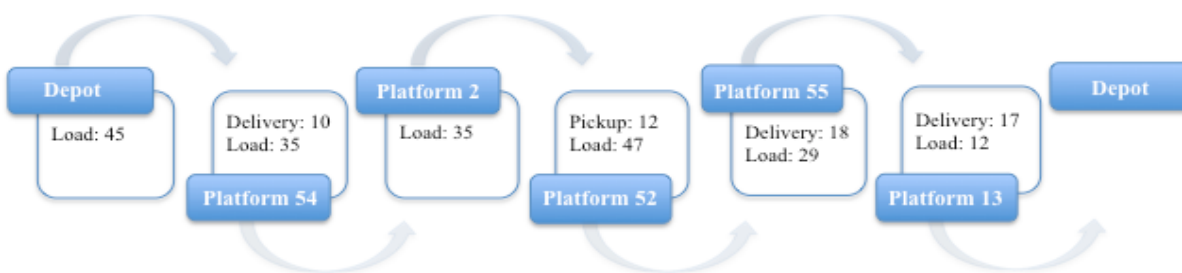 Depot
Load: 45
Delivery: 10
Load: 35
Platform 54
Platform 2
Load: 35
Pickup: 12
Load: 47
Platform 52
Platform 55
Delivery: 18
Load: 29
Delivery: 17
Load: 12
Platform 13
Depot